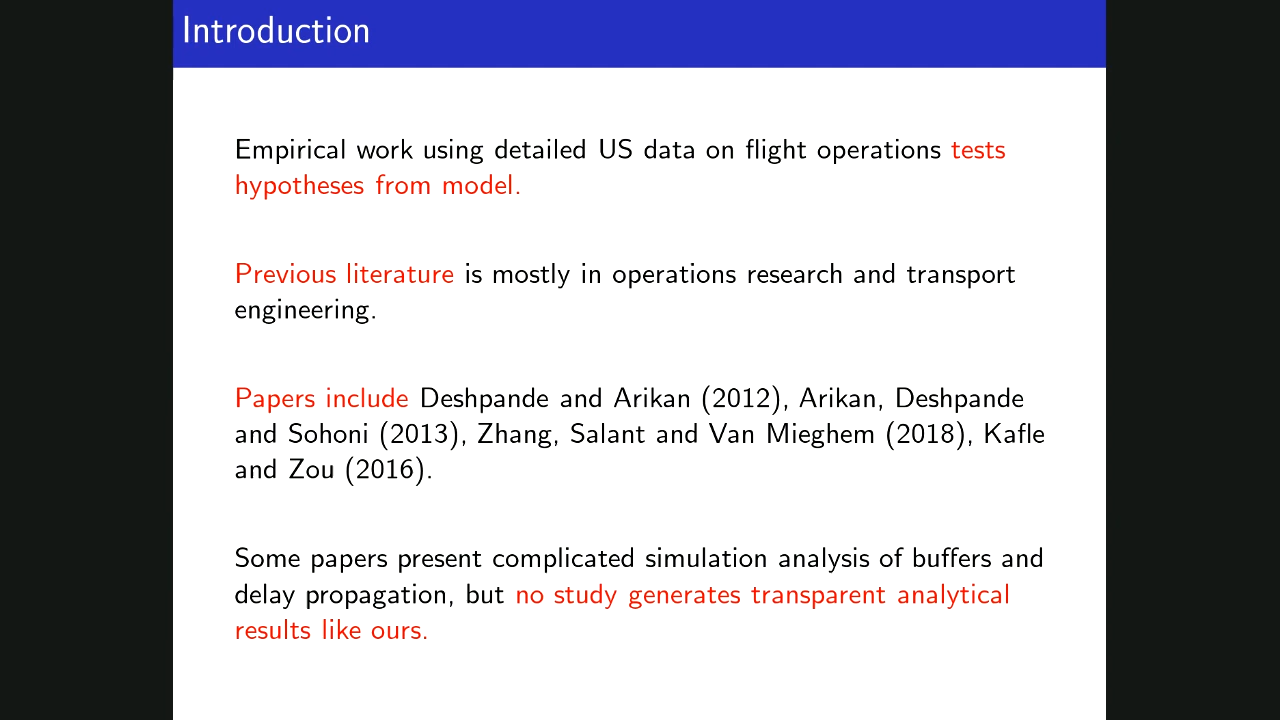 Introduction
Empirical work using detailed US data on flight operations tests
hypotheses from model.
Previous literature is mostly in operations research and transport
engineering.
Papers include Deshpande and Arikan (2012), Arikan, Deshpande
and Sohoni (2013), Zhang, Salant and Van Mieghem (2018), Kafle
and Zou (2016).
Some papers present complicated simulation analysis of buffers and
delay propagation, but no study generates transparent analytical
results like ours.